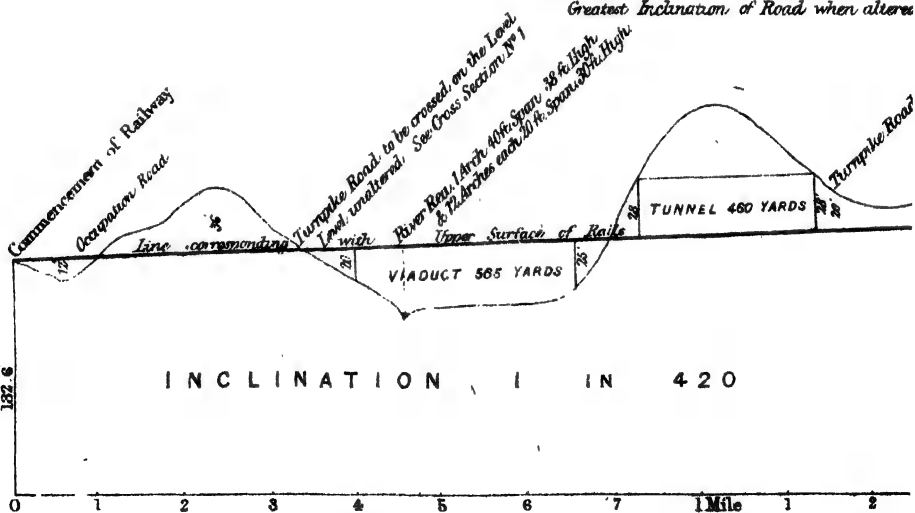 Greatest Inclination of Road when altered
Commencement of Railway
Occupation Road
Turnpike Road, to be crossed, on the Level
Level, unaltered, See Cross Section Nº 1
River Rea, 1 Arch 40 ft. Span 38 ft. High
& 12 Arches each 20 ft. Span, 30 ft. High.
Turnpike Road
12
Line corresponding with Upper Surface of Rails
20
VIADUCT 565 YARDS
25
28
TUNNEL 460 YARDS
28
20
132.6
INCLINATION 1 IN 420
0 1 2 3 4 5 6 7 1 Mile 1 2